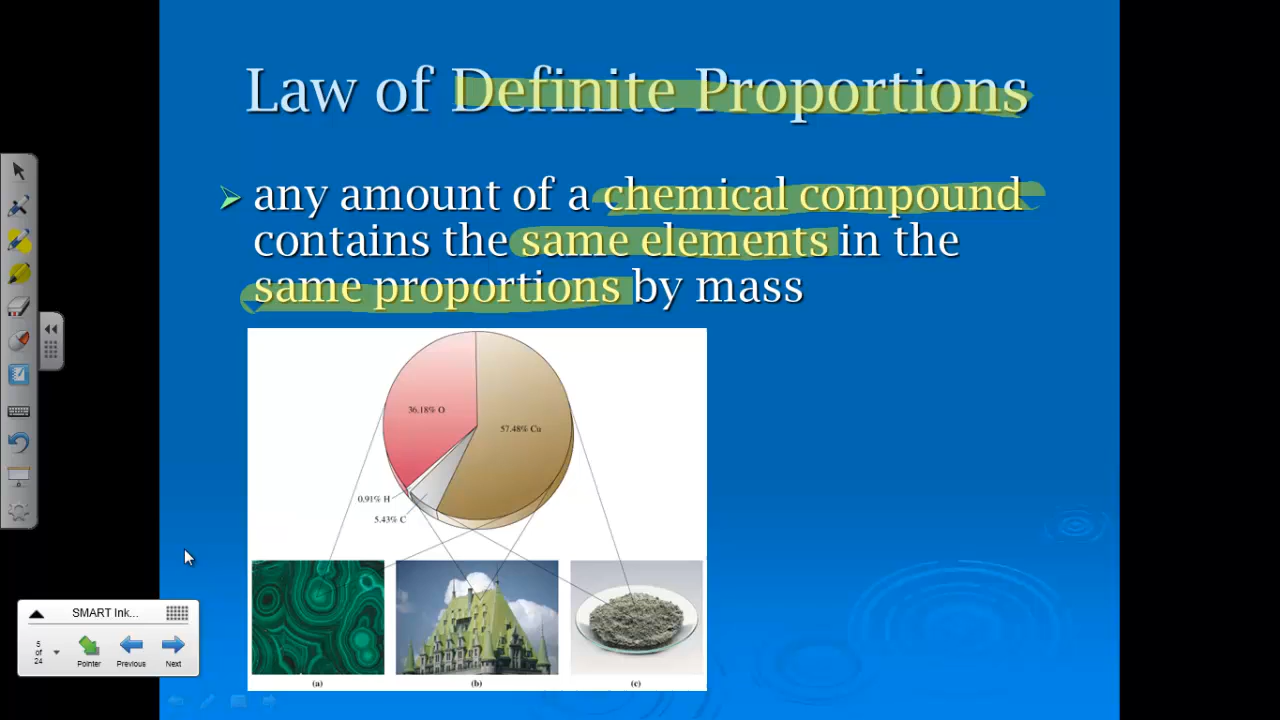 Law of Definite Proportions
any amount of a chemical compound
contains the same elements in the
same proportions by mass
36.18% O
57.48% Cu
0.91% H
5.43% C
(a)
(b)
(c)
SMART Ink...
5
of
24
Pointer
Previous
Next